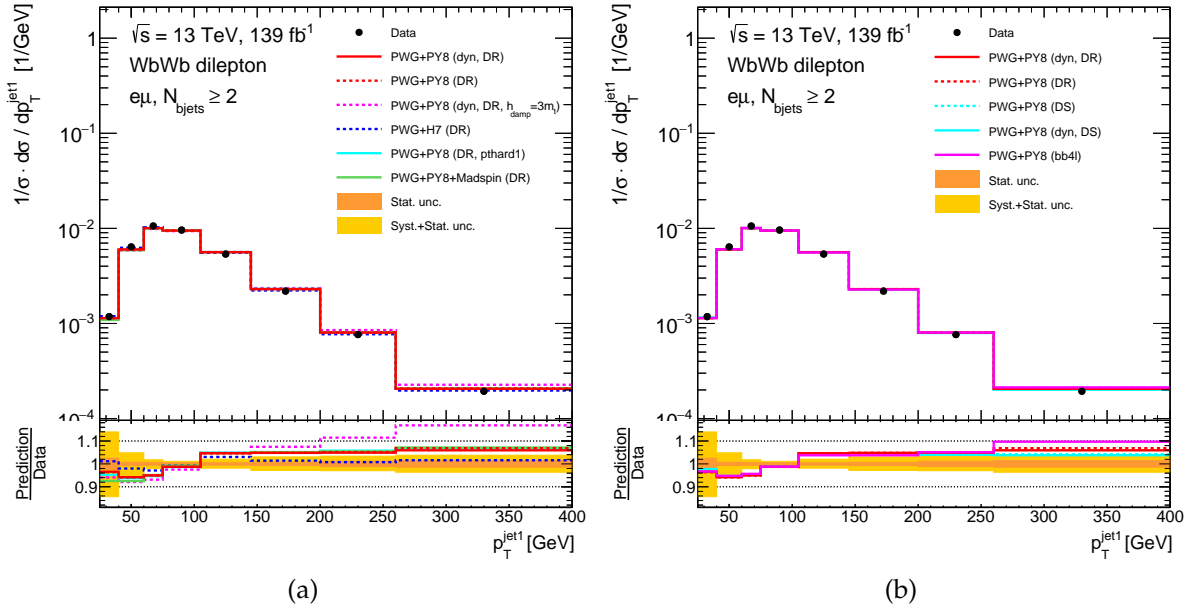 1/σ · dσ / dp_T^jet1 [1/GeV]
1
10⁻¹
10⁻²
10⁻³
10⁻⁴
√s = 13 TeV, 139 fb⁻¹
WbWb dilepton
eμ, N_bjets ≥ 2
Data
PWG+PY8 (dyn, DR)
PWG+PY8 (DR)
PWG+PY8 (dyn, DR, h_damp=3m_t)
PWG+H7 (DR)
PWG+PY8 (DR, pthard1)
PWG+PY8+Madspin (DR)
Stat. unc.
Syst.+Stat. unc.
Prediction
Data
1.1
1
0.9
50 100 150 200 250 300 350 400
p_T^jet1 [GeV]
(a)
1/σ · dσ / dp_T^jet1 [1/GeV]
1
10⁻¹
10⁻²
10⁻³
10⁻⁴
√s = 13 TeV, 139 fb⁻¹
WbWb dilepton
eμ, N_bjets ≥ 2
Data
PWG+PY8 (dyn, DR)
PWG+PY8 (DR)
PWG+PY8 (DS)
PWG+PY8 (dyn, DS)
PWG+PY8 (bb4l)
Stat. unc.
Syst.+Stat. unc.
Prediction
Data
1.1
1
0.9
50 100 150 200 250 300 350 400
p_T^jet1 [GeV]
(b)